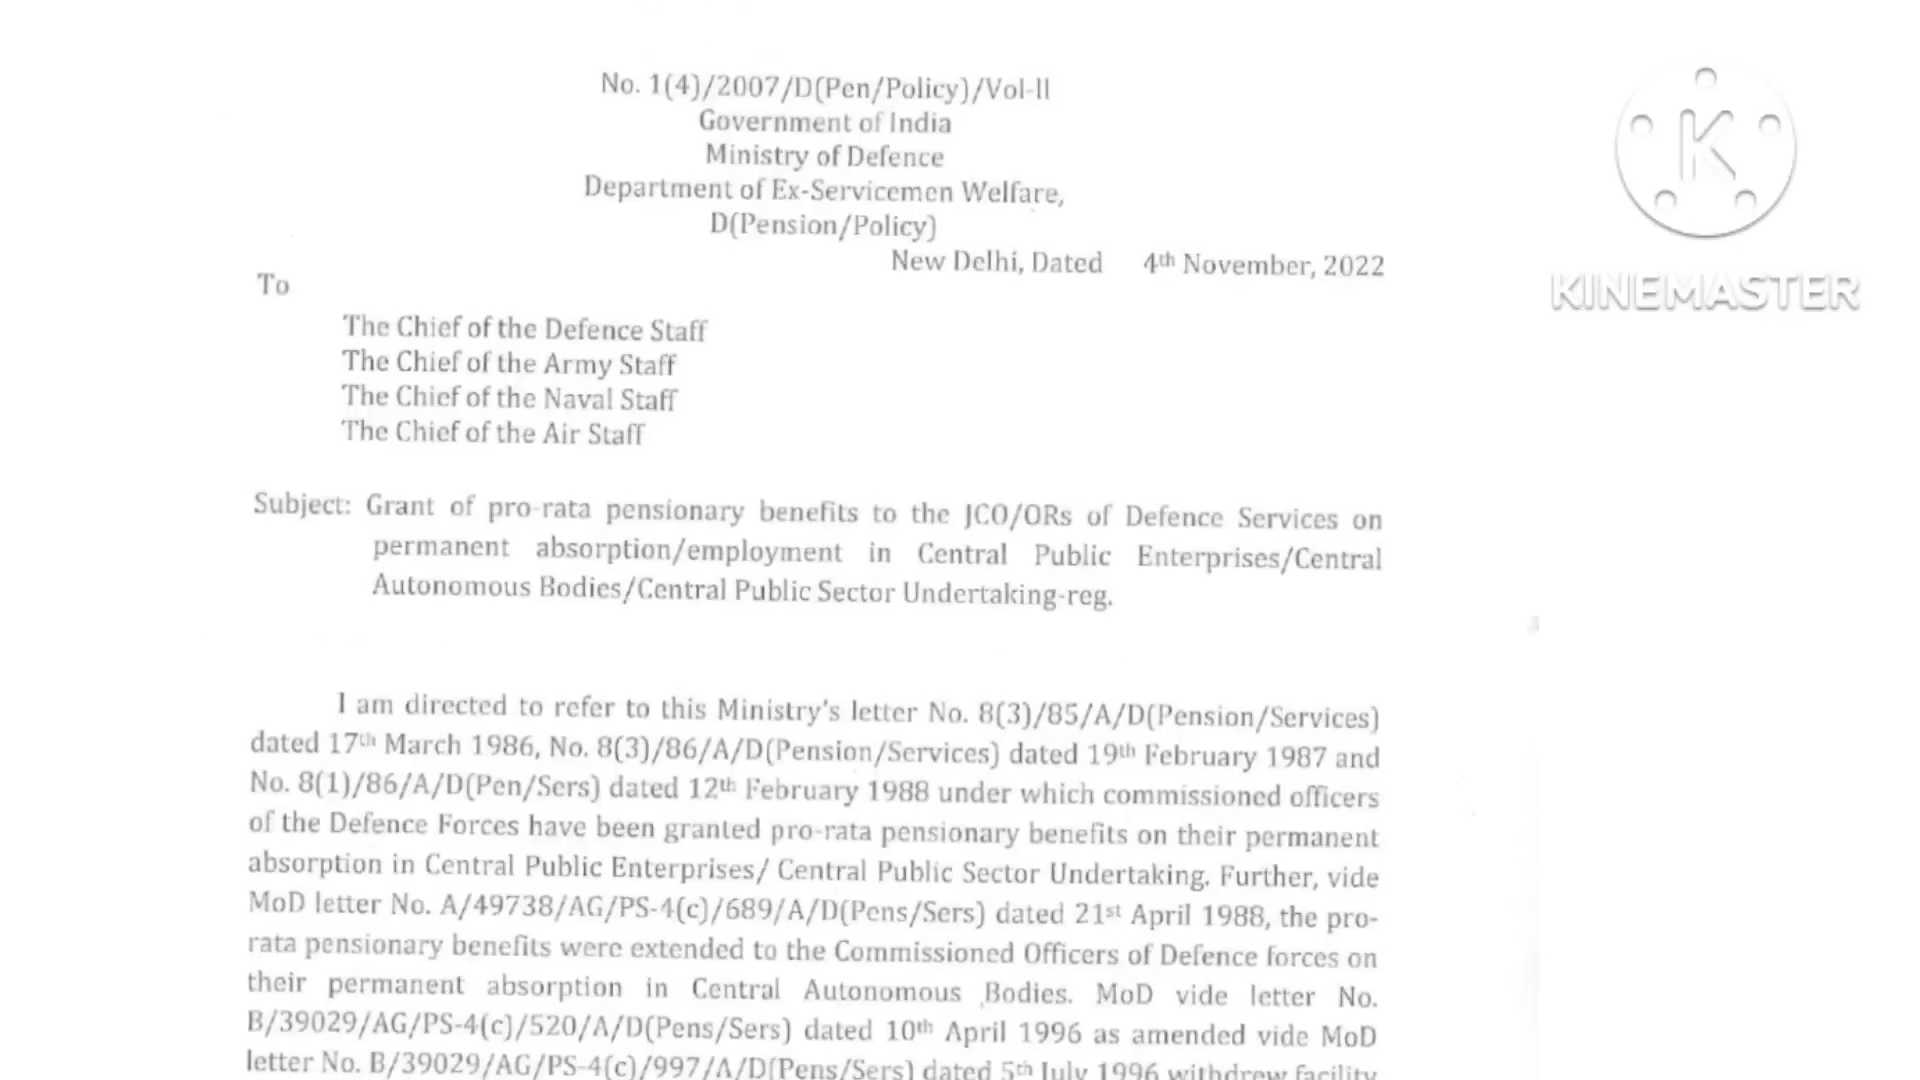 No. 1(4)/2007/D(Pen/Policy)/Vol-II
Government of India
Ministry of Defence
Department of Ex-Servicemen Welfare,
D(Pension/Policy)
New Delhi, Dated 4th November, 2022
To
The Chief of the Defence Staff
The Chief of the Army Staff
The Chief of the Naval Staff
The Chief of the Air Staff
Subject: Grant of pro-rata pensionary benefits to the JCO/ORs of Defence Services on
permanent absorption/employment in Central Public Enterprises/Central
Autonomous Bodies/Central Public Sector Undertaking-reg.
I am directed to refer to this Ministry's letter No. 8(3)/85/A/D(Pension/Services)
dated 17th March 1986, No. 8(3)/86/A/D(Pension/Services) dated 19th February 1987 and
No. 8(1)/86/A/D(Pen/Sers) dated 12th February 1988 under which commissioned officers
of the Defence Forces have been granted pro-rata pensionary benefits on their permanent
absorption in Central Public Enterprises/ Central Public Sector Undertaking. Further, vide
MoD letter No. A/49738/AG/PS-4(c)/689/A/D(Pens/Sers) dated 21st April 1988, the pro-
rata pensionary benefits were extended to the Commissioned Officers of Defence forces on
their permanent absorption in Central Autonomous Bodies. MoD vide letter No.
B/39029/AG/PS-4(c)/520/A/D(Pens/Sers) dated 10th April 1996 as amended vide MoD
letter No. B/39029/AG/PS-4(c)/997/A/D(Pens/Sers) dated 5th July 1996 withdrew facility
K
KINEMASTER